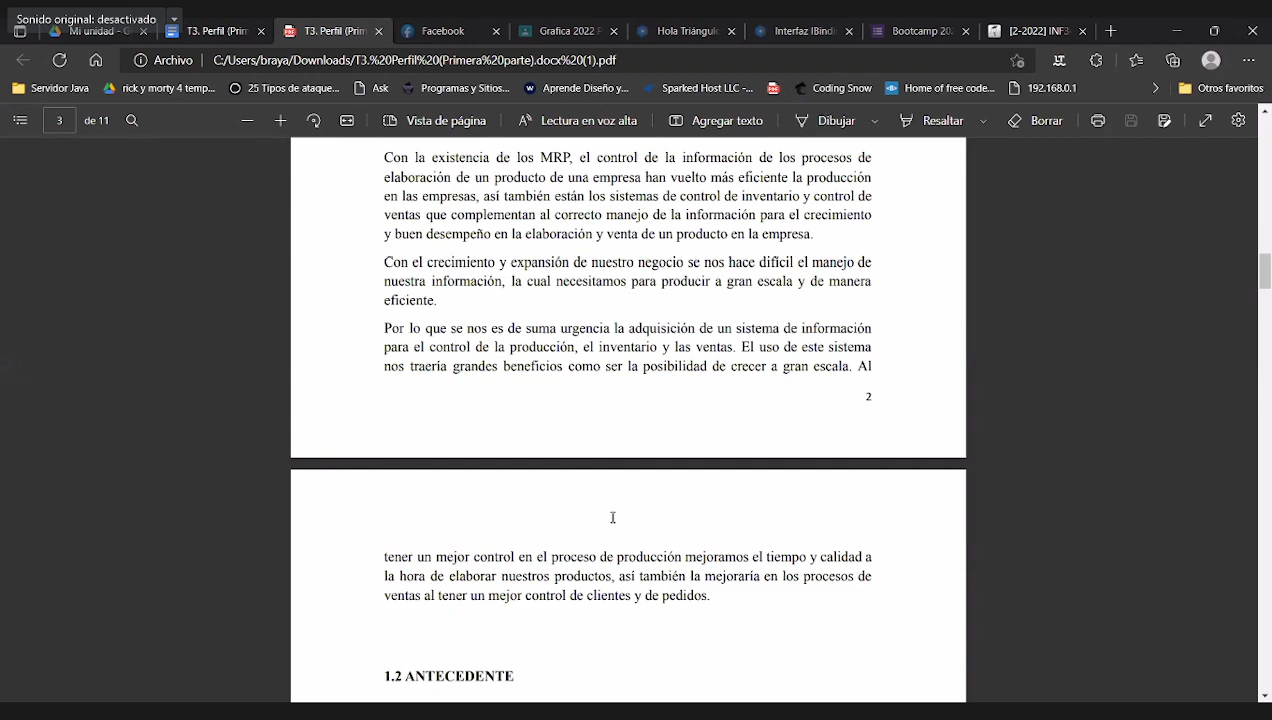 Sonido original: desactivado
Mi unidad - G
T3. Perfil (Prim
T3. Perfil (Prim
Facebook
Grafica 2022 P
Hola Triángul
Interfaz IBindi
Bootcamp 202
[2-2022] INF3
Archivo
C:/Users/braya/Downloads/T3.%20Perfil%20(Primera%20parte).docx%20(1).pdf
Servidor Java
rick y morty 4 temp...
25 Tipos de ataque...
Ask
Programas y Sitios...
Aprende Diseño y...
Sparked Host LLC -...
Coding Snow
Home of free code...
192.168.0.1
Otros favoritos
3 de 11
Vista de página
Lectura en voz alta
Agregar texto
Dibujar
Resaltar
Borrar
Con la existencia de los MRP, el control de la información de los procesos de
elaboración de un producto de una empresa han vuelto más eficiente la producción
en las empresas, así también están los sistemas de control de inventario y control de
ventas que complementan al correcto manejo de la información para el crecimiento
y buen desempeño en la elaboración y venta de un producto en la empresa.
Con el crecimiento y expansión de nuestro negocio se nos hace difícil el manejo de
nuestra información, la cual necesitamos para producir a gran escala y de manera
eficiente.
Por lo que se nos es de suma urgencia la adquisición de un sistema de información
para el control de la producción, el inventario y las ventas. El uso de este sistema
nos traería grandes beneficios como ser la posibilidad de crecer a gran escala. Al
2
tener un mejor control en el proceso de producción mejoramos el tiempo y calidad a
la hora de elaborar nuestros productos, así también la mejoraría en los procesos de
ventas al tener un mejor control de clientes y de pedidos.
1.2 ANTECEDENTE